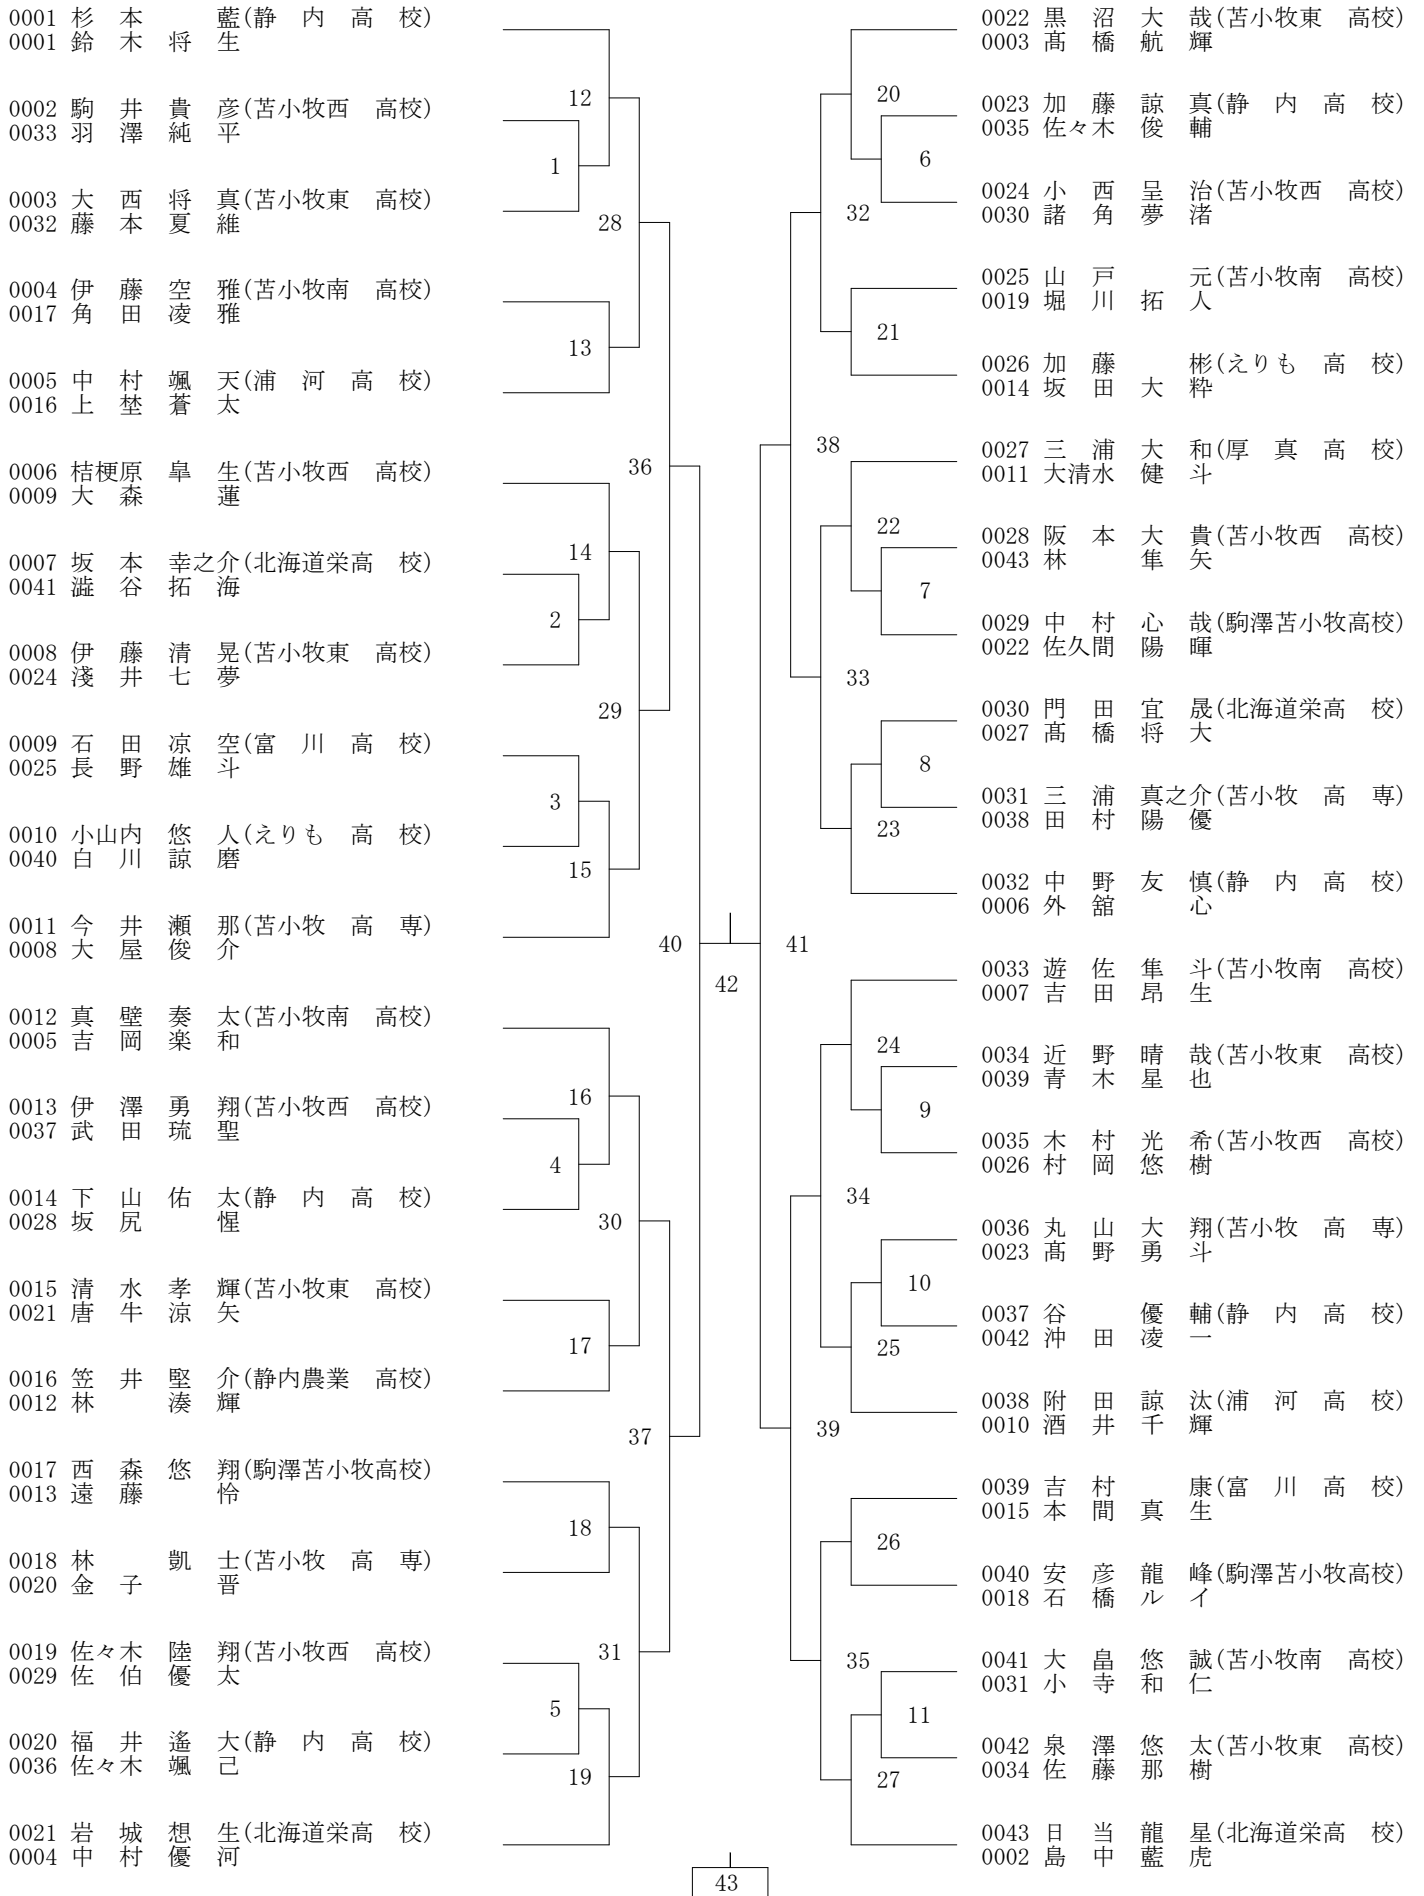 0001 杉　本　　　藍(静　内　高　校)
0001 鈴　木　将　生
0002 駒　井　貴　彦(苫小牧西　高校)
0033 羽　澤　純　平
0003 大　西　将　真(苫小牧東　高校)
0032 藤　本　夏　維
0004 伊　藤　空　雅(苫小牧南　高校)
0017 角　田　凌　雅
0005 中　村　颯　天(浦　河　高　校)
0016 上　埜　蒼　太
0006 桔梗原　皐　生(苫小牧西　高校)
0009 大　森　　　蓮
0007 坂　本　幸之介(北海道栄高　校)
0041 澁　谷　拓　海
0008 伊　藤　清　晃(苫小牧東　高校)
0024 淺　井　七　夢
0009 石　田　涼　空(富　川　高　校)
0025 長　野　雄　斗
0010 小山内　悠　人(えりも　高　校)
0040 白　川　諒　磨
0011 今　井　瀬　那(苫小牧　高　専)
0008 大　屋　俊　介
0012 真　壁　奏　太(苫小牧南　高校)
0005 吉　岡　楽　和
0013 伊　澤　勇　翔(苫小牧西　高校)
0037 武　田　琉　聖
0014 下　山　佑　太(静　内　高　校)
0028 坂　尻　　　惺
0015 清　水　孝　輝(苫小牧東　高校)
0021 唐　牛　涼　矢
0016 笠　井　堅　介(静内農業　高校)
0012 林　　　湊　輝
0017 西　森　悠　翔(駒澤苫小牧高校)
0013 遠　藤　　　怜
0018 林　　　凱　士(苫小牧　高　専)
0020 金　子　　　晋
0019 佐々木　陸　翔(苫小牧西　高校)
0029 佐　伯　優　太
0020 福　井　遙　大(静　内　高　校)
0036 佐々木　颯　己
0021 岩　城　想　生(北海道栄高　校)
0004 中　村　優　河
12
1
28
13
36
14
2
29
3
15
40
16
4
30
17
37
18
31
5
19
42
43
41
20
6
32
21
38
22
7
33
8
23
24
9
34
10
25
39
26
35
11
27
0022 黒　沼　大　哉(苫小牧東　高校)
0003 髙　橋　航　輝
0023 加　藤　諒　真(静　内　高　校)
0035 佐々木　俊　輔
0024 小　西　呈　治(苫小牧西　高校)
0030 諸　角　夢　渚
0025 山　戸　　　元(苫小牧南　高校)
0019 堀　川　拓　人
0026 加　藤　　　彬(えりも　高　校)
0014 坂　田　大　粋
0027 三　浦　大　和(厚　真　高　校)
0011 大清水　健　斗
0028 阪　本　大　貴(苫小牧西　高校)
0043 林　　　隼　矢
0029 中　村　心　哉(駒澤苫小牧高校)
0022 佐久間　陽　暉
0030 門　田　宜　晟(北海道栄高　校)
0027 髙　橋　将　大
0031 三　浦　真之介(苫小牧　高　専)
0038 田　村　陽　優
0032 中　野　友　慎(静　内　高　校)
0006 外　舘　　　心
0033 遊　佐　隼　斗(苫小牧南　高校)
0007 吉　田　昂　生
0034 近　野　晴　哉(苫小牧東　高校)
0039 青　木　星　也
0035 木　村　光　希(苫小牧西　高校)
0026 村　岡　悠　樹
0036 丸　山　大　翔(苫小牧　高　専)
0023 髙　野　勇　斗
0037 谷　　　優　輔(静　内　高　校)
0042 沖　田　凌　一
0038 附　田　諒　汰(浦　河　高　校)
0010 酒　井　千　輝
0039 吉　村　　　康(富　川　高　校)
0015 本　間　真　生
0040 安　彦　龍　峰(駒澤苫小牧高校)
0018 石　橋　ル　イ
0041 大　畠　悠　誠(苫小牧南　高校)
0031 小　寺　和　仁
0042 泉　澤　悠　太(苫小牧東　高校)
0034 佐　藤　那　樹
0043 日　当　龍　星(北海道栄高　校)
0002 島　中　藍　虎